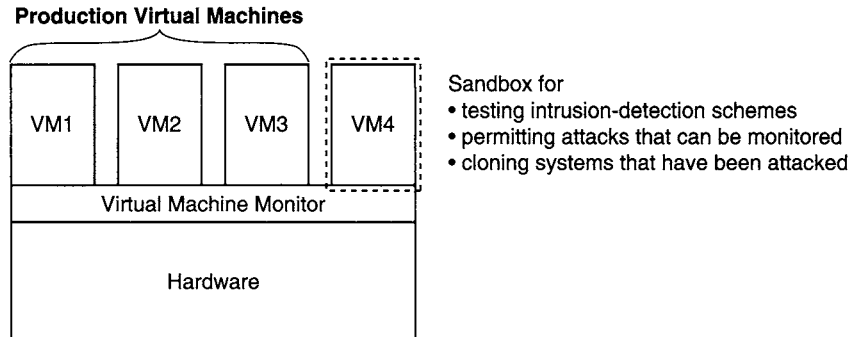 Production Virtual Machines
VM1
VM2
VM3
VM4
Sandbox for
• testing intrusion-detection schemes
• permitting attacks that can be monitored
• cloning systems that have been attacked
Virtual Machine Monitor
Hardware